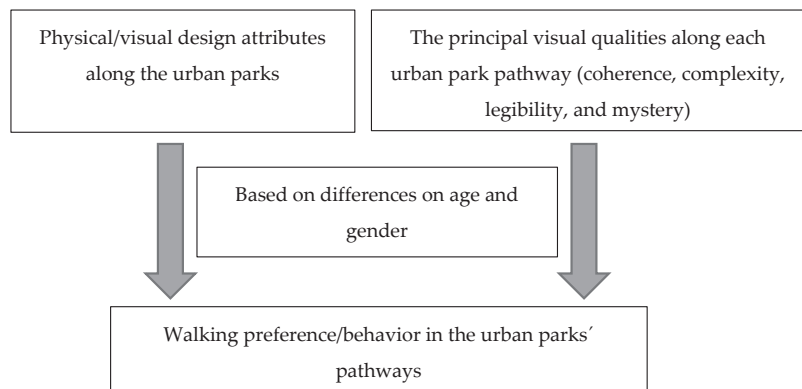 Physical/visual design attributes
along the urban parks
The principal visual qualities along each
urban park pathway (coherence, complexity,
legibility, and mystery)
Based on differences on age and
gender
Walking preference/behavior in the urban parks´
pathways